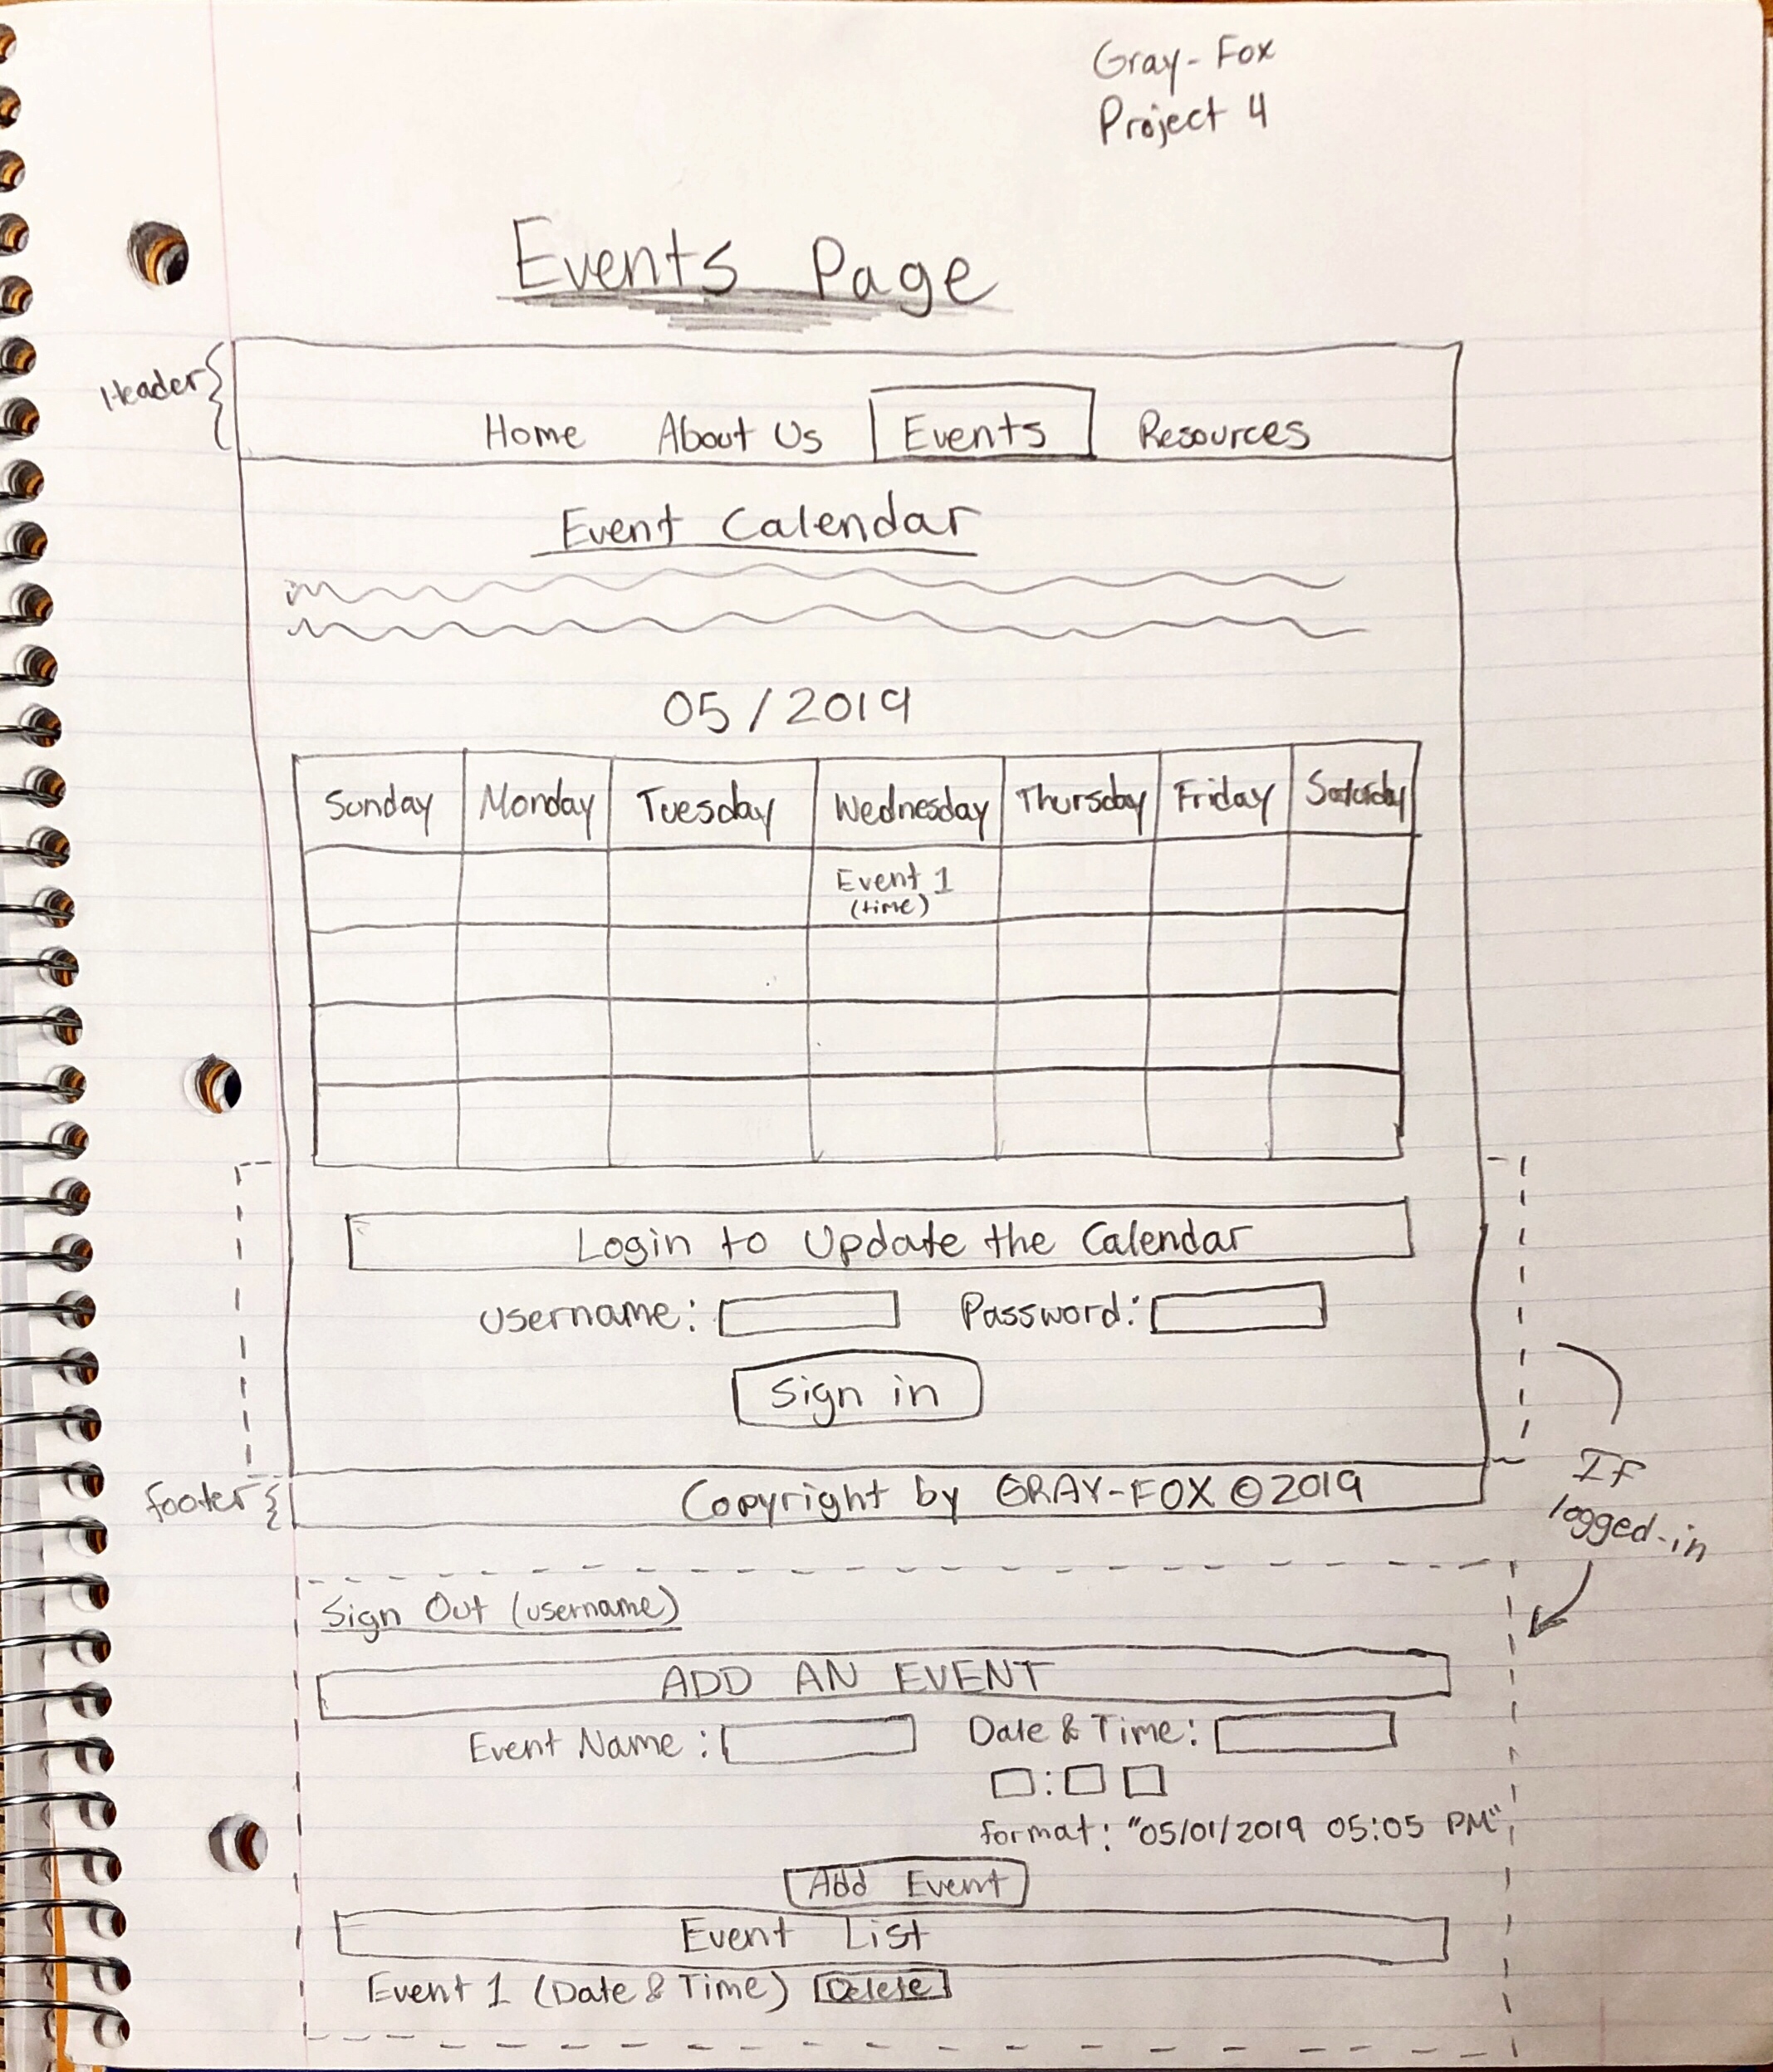 Gray-Fox
Project 4
Events Page
Header
Home About Us Events Resources
Event Calendar
05/2019
Sunday Monday Tuesday Wednesday Thursday Friday Saturday
Event 1
(time)
Login to Update the Calendar
Username: Password:
Sign in
footer
Copyright by GRAY-FOX © 2019
If
logged-in
Sign Out (username)
ADD AN EVENT
Event Name: Date & Time:
:
format: "05/01/2019 05:05 PM"
Add Event
Event List
Event 1 (Date & Time) Delete